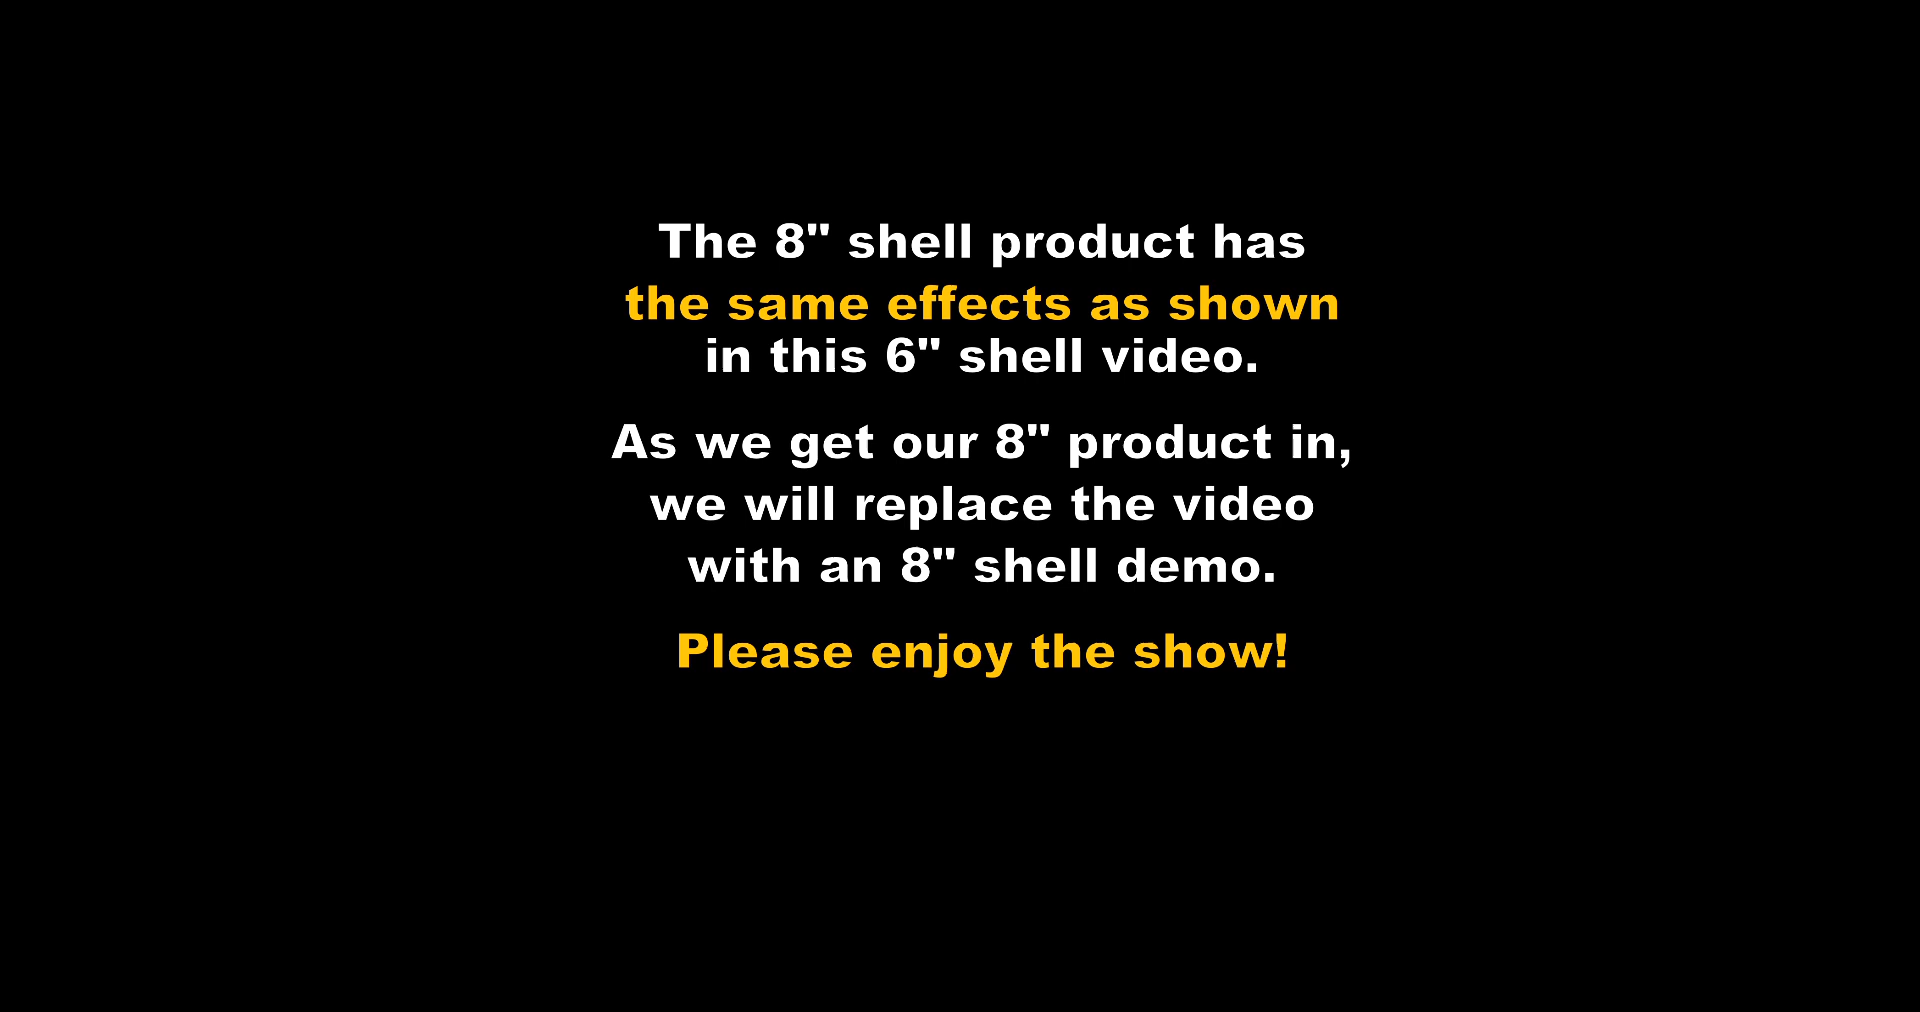 The 8" shell product has
the same effects as shown
in this 6" shell video.
As we get our 8" product in,
we will replace the video
with an 8" shell demo.
Please enjoy the show!